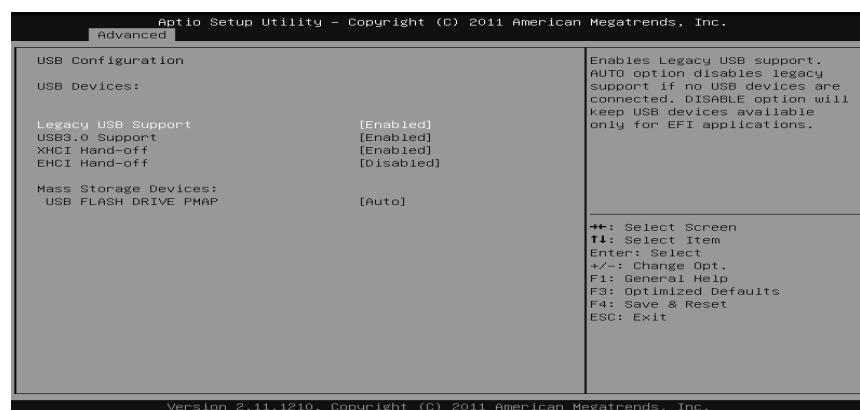 Aptio Setup Utility – Copyright (C) 2011 American Megatrends, Inc.
Advanced
USB Configuration
USB Devices:
Legacy USB Support [Enabled]
USB3.0 Support [Enabled]
XHCI Hand-off [Enabled]
EHCI Hand-off [Disabled]
Mass Storage Devices:
USB FLASH DRIVE PMAP [Auto]
Enables Legacy USB support.
AUTO option disables legacy
support if no USB devices are
connected. DISABLE option will
keep USB devices available
only for EFI applications.
→←: Select Screen
↑↓: Select Item
Enter: Select
+/-: Change Opt.
F1: General Help
F3: Optimized Defaults
F4: Save & Reset
ESC: Exit
Version 2.11.1210. Copyright (C) 2011 American Megatrends, Inc.